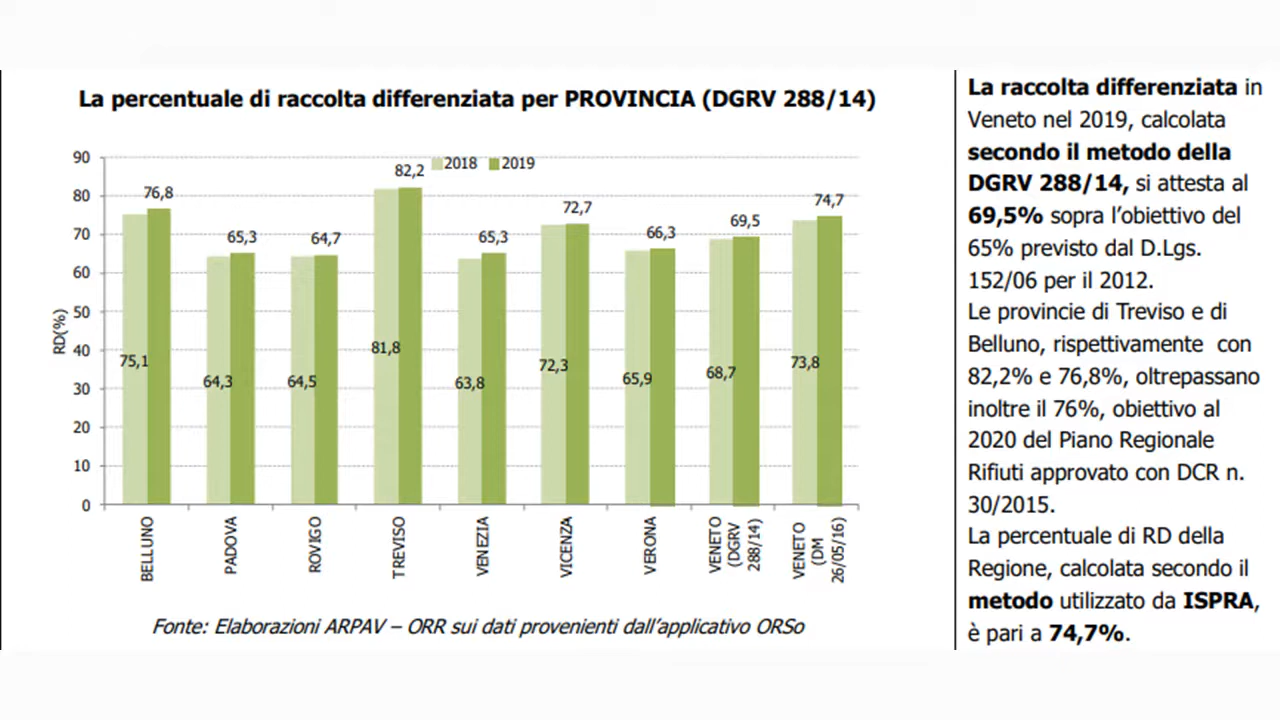 La percentuale di raccolta differenziata per PROVINCIA (DGRV 288/14)
2018 2019
RD(%)
90
80
70
60
50
40
30
20
10
0
76,8
65,3
64,7
82,2
65,3
72,7
66,3
69,5
74,7
75,1
64,3
64,5
81,8
63,8
72,3
65,9
68,7
73,8
BELLUNO
PADOVA
ROVIGO
TREVISO
VENEZIA
VICENZA
VERONA
VENETO
(DGRV
288/14)
VENETO
(DM
26/05/16)
Fonte: Elaborazioni ARPAV – ORR sui dati provenienti dall'applicativo ORSo
La raccolta differenziata in
Veneto nel 2019, calcolata
secondo il metodo della
DGRV 288/14, si attesta al
69,5% sopra l'obiettivo del
65% previsto dal D.Lgs.
152/06 per il 2012.
Le provincie di Treviso e di
Belluno, rispettivamente con
82,2% e 76,8%, oltrepassano
inoltre il 76%, obiettivo al
2020 del Piano Regionale
Rifiuti approvato con DCR n.
30/2015.
La percentuale di RD della
Regione, calcolata secondo il
metodo utilizzato da ISPRA,
è pari a 74,7%.